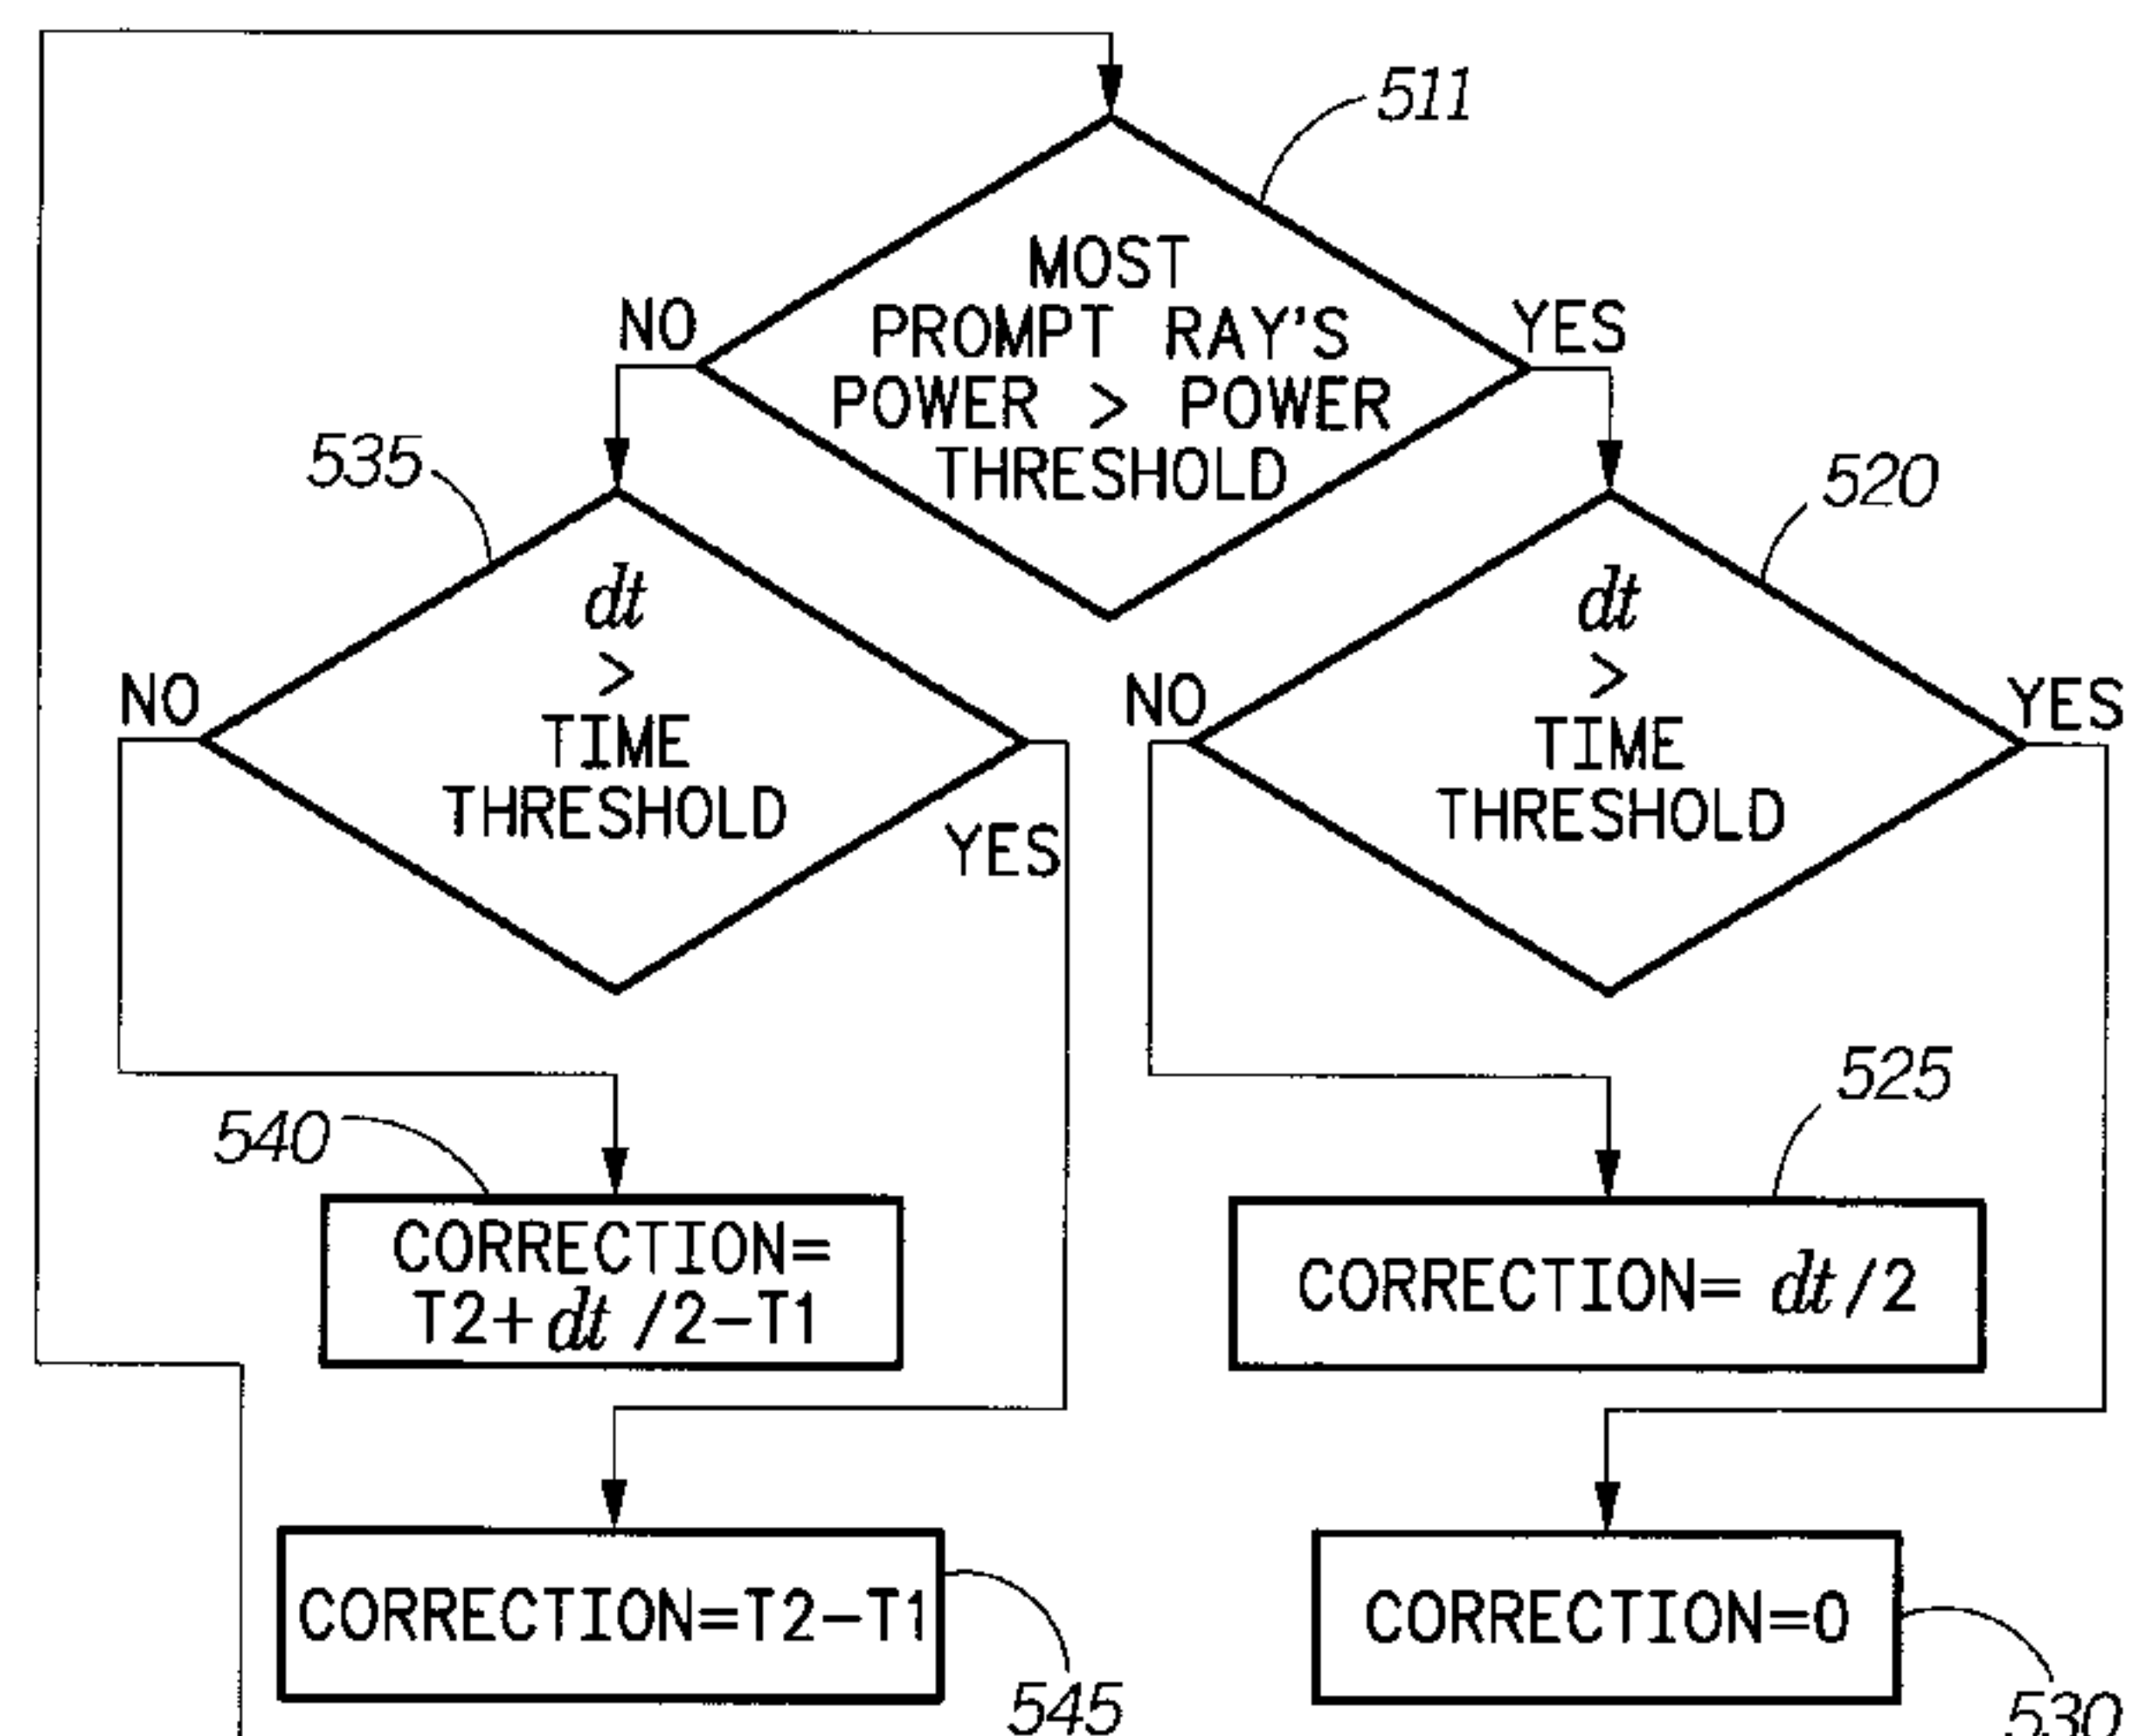 511
MOST
PROMPT RAY'S
POWER > POWER
THRESHOLD
NO
YES
535
dt
>
TIME
THRESHOLD
NO
YES
520
dt
>
TIME
THRESHOLD
NO
YES
540
CORRECTION=
T2+dt/2-T1
525
CORRECTION= dt/2
CORRECTION=T2-T1
545
CORRECTION=0
530